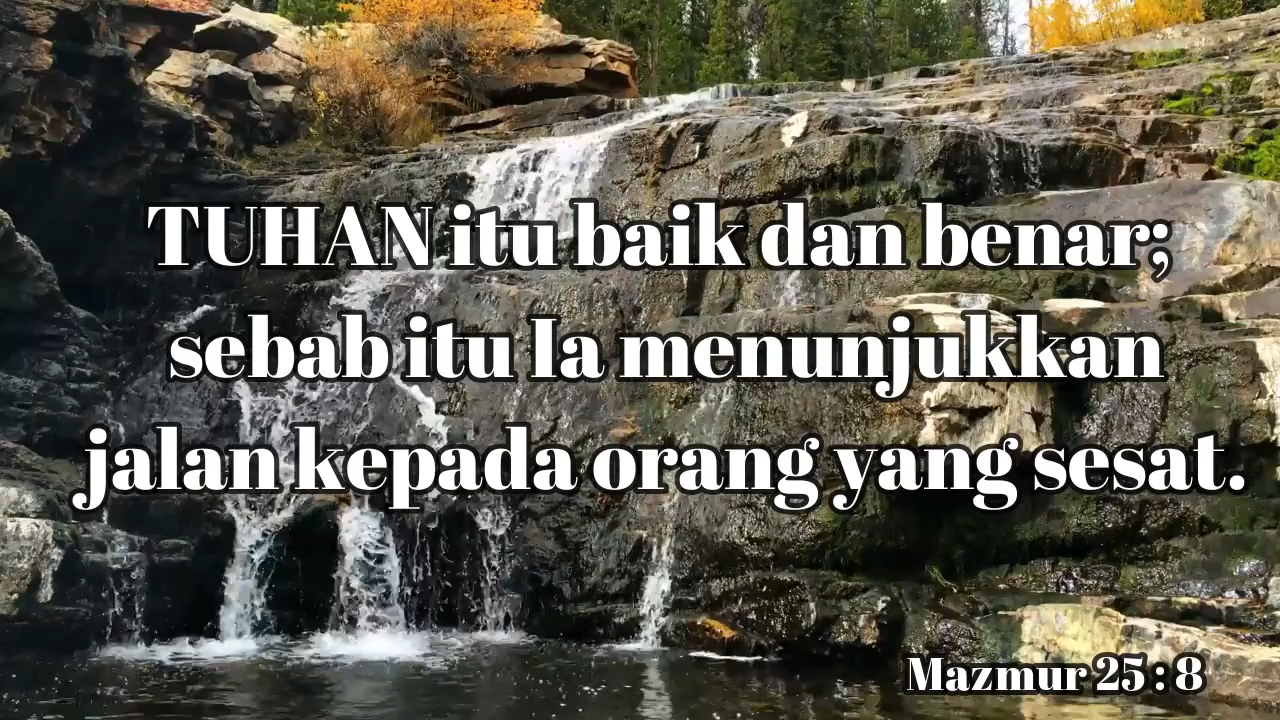 TUHAN itu baik dan benar;
sebab itu Ia menunjukkan
jalan kepada orang yang sesat.
Mazmur 25 : 8